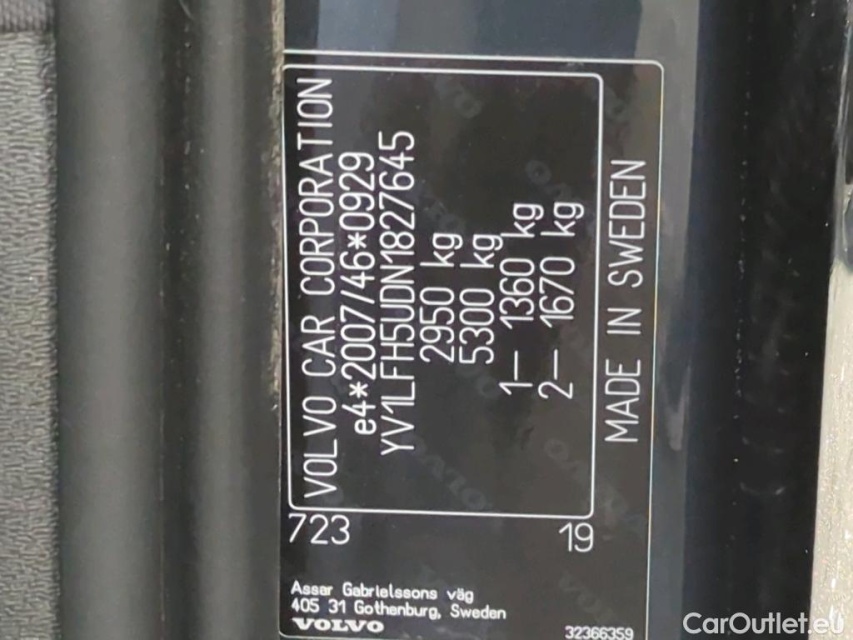 VOLVO CAR CORPORATION
e4*2007/46*0929
YV1LFH5UDN1827645
2950 kg
5300 kg
1– 1360 kg
2– 1670 kg
MADE IN SWEDEN
723
19
Assar Gabrielssons väg
405 31 Gothenburg, Sweden
VOLVO
32366359
CarOutlet.eu